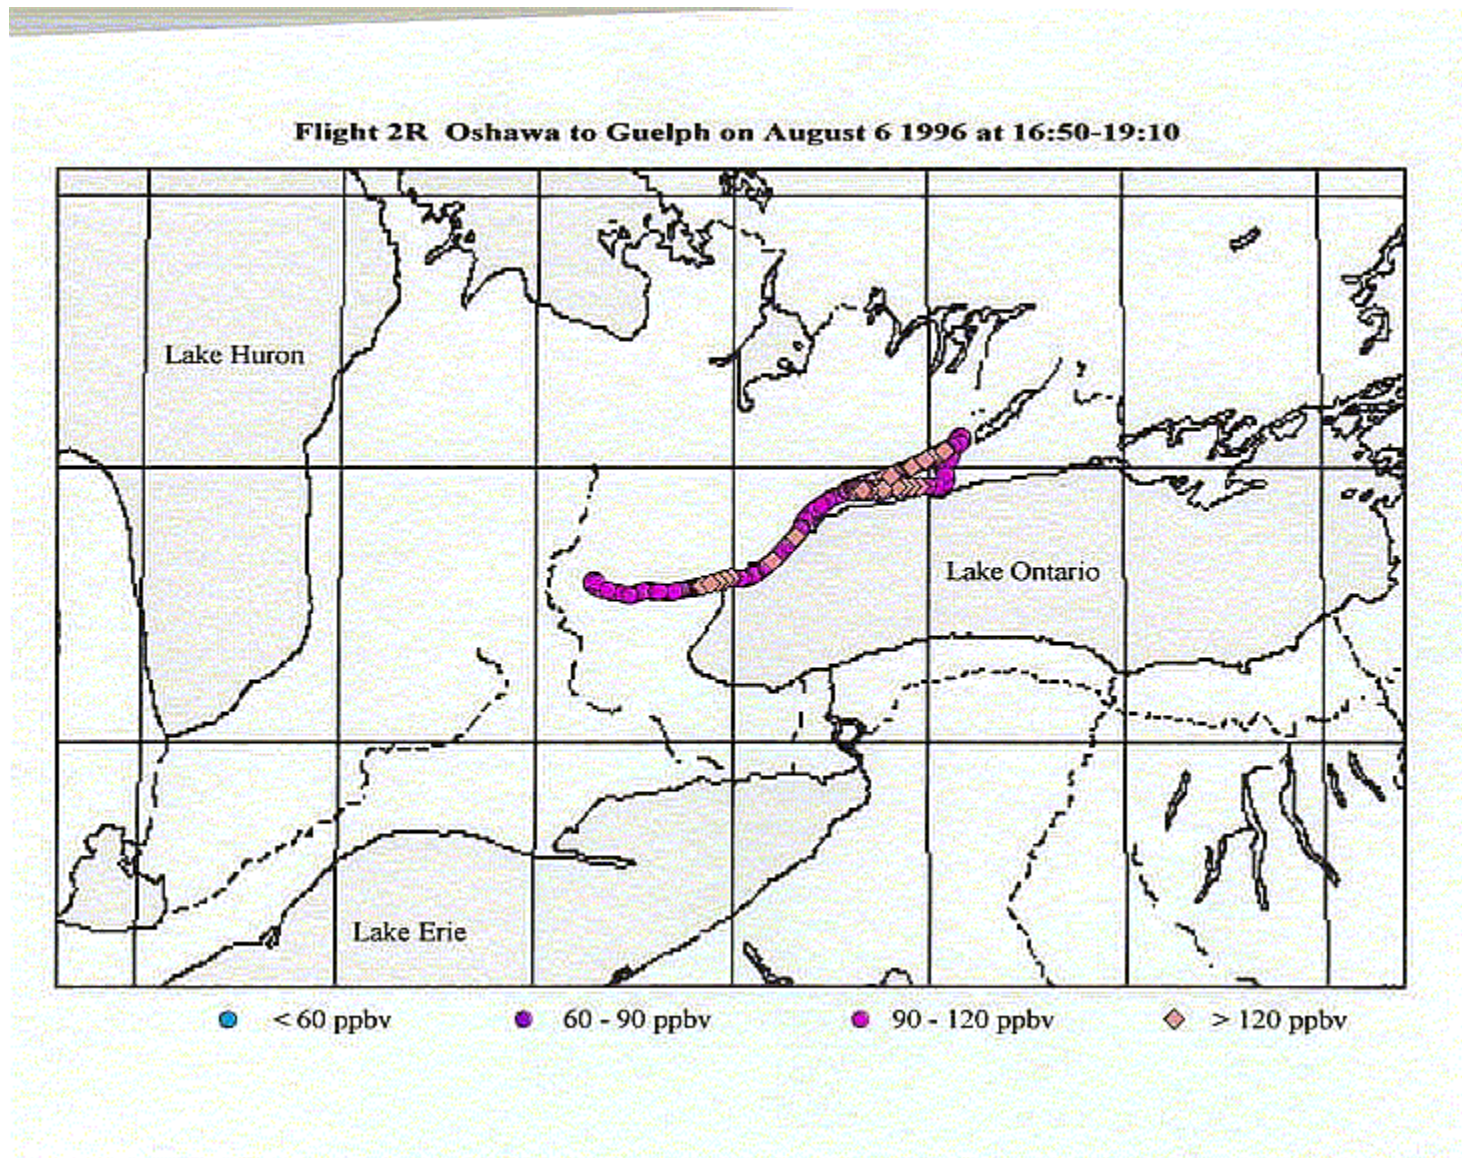 Flight 2R Oshawa to Guelph on August 6 1996 at 16:50-19:10
Lake Huron
Lake Ontario
Lake Erie
< 60 ppbv 60 - 90 ppbv 90 - 120 ppbv > 120 ppbv